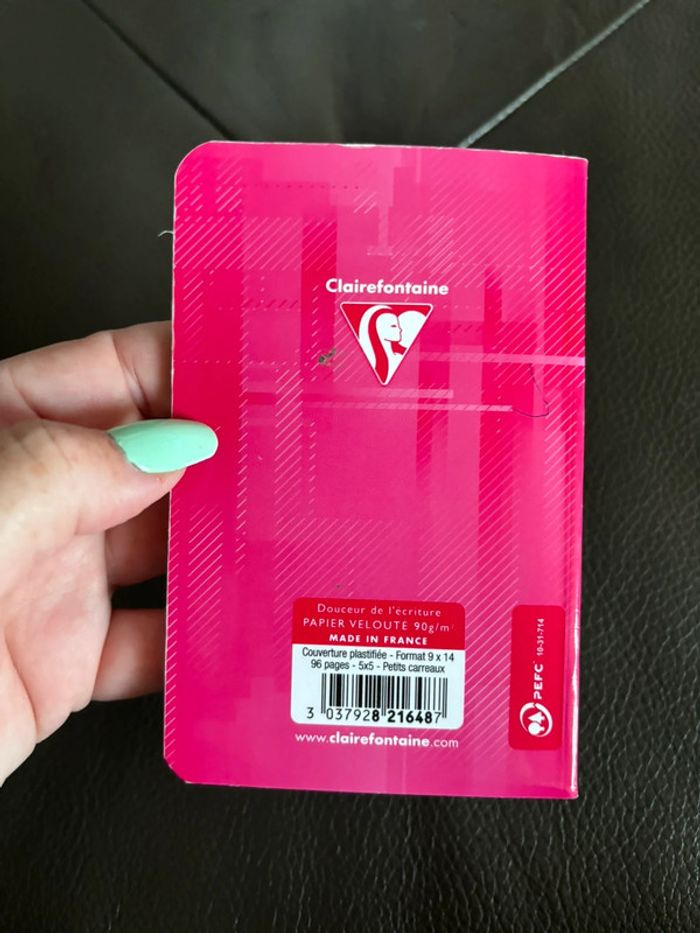 Clairefontaine
Douceur de l'écriture
PAPIER VELOUTÉ 90g/m²
MADE IN FRANCE
Couverture plastifiée - Format 9 x 14
96 pages - 5x5 - Petits carreaux
3 037928 216487
www.clairefontaine.com
PEFC 10-31-714